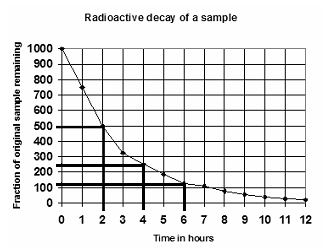 Radioactive decay of a sample
Fraction of original sample remaining
1000
900
800
700
600
500
400
300
200
100
0
0 1 2 3 4 5 6 7 8 9 10 11 12
Time in hours